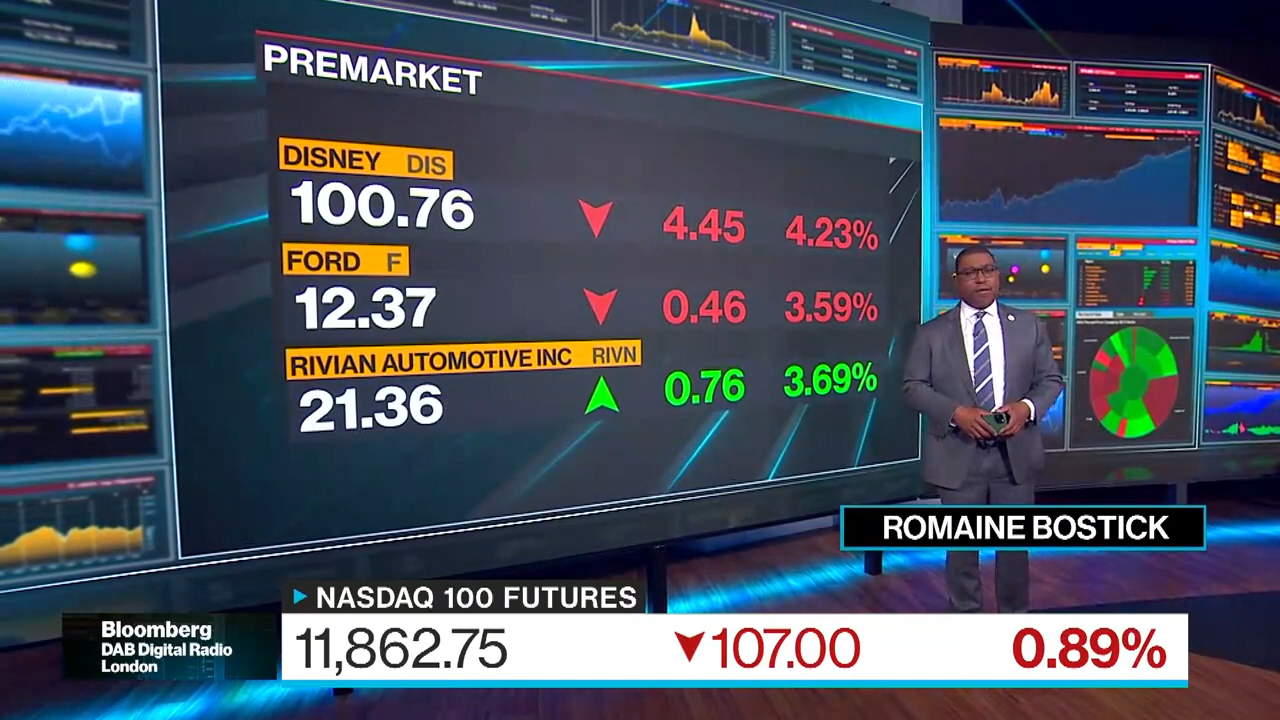 PREMARKET
DISNEY DIS
100.76 4.45 4.23%
FORD F
12.37 0.46 3.59%
RIVIAN AUTOMOTIVE INC RIVN
21.36 0.76 3.69%
ROMAINE BOSTICK
NASDAQ 100 FUTURES
Bloomberg
DAB Digital Radio
London
11,862.75 107.00 0.89%